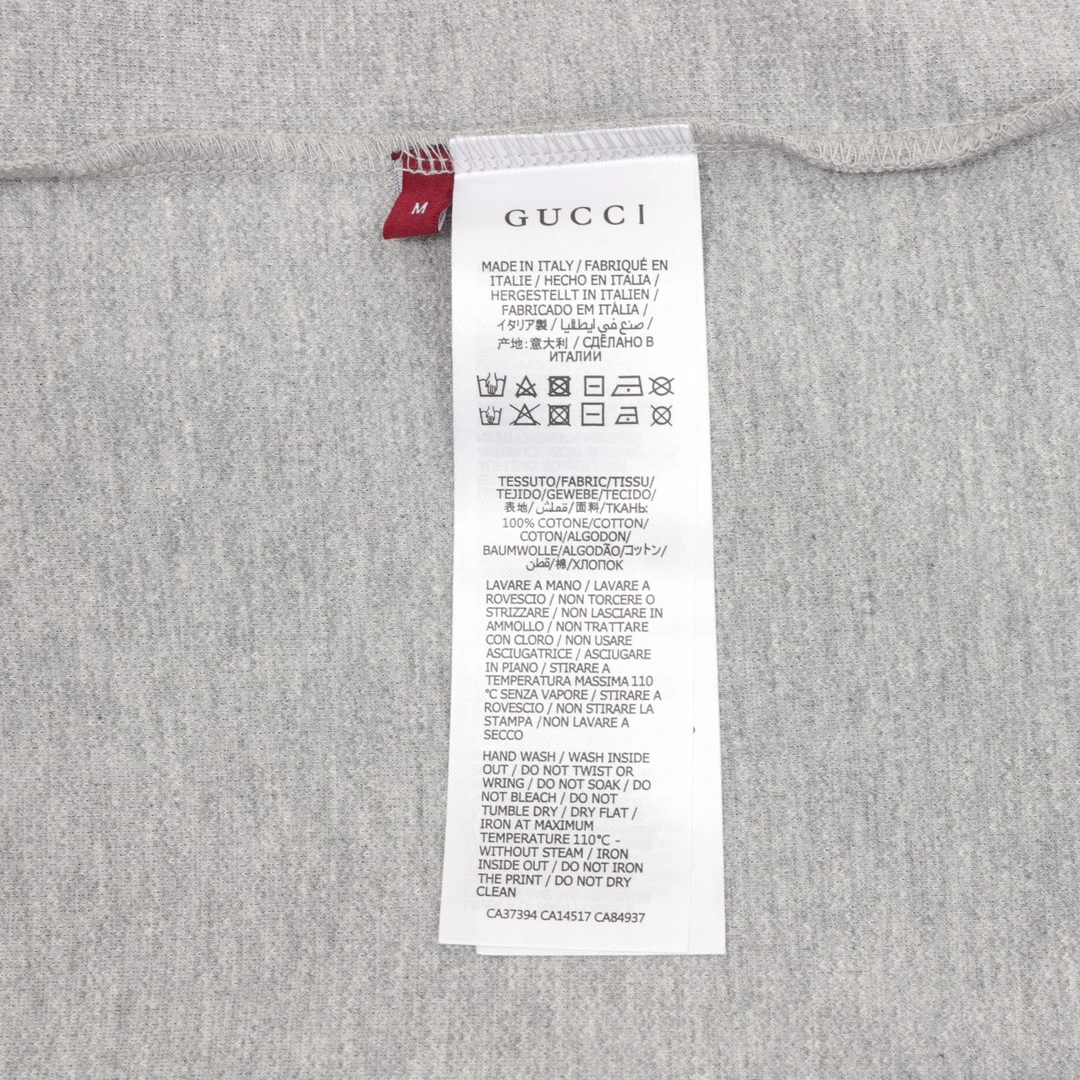 M
GUCCI
MADE IN ITALY / FABRIQUÉ EN
ITALIE / HECHO EN ITALIA /
HERGESTELLT IN ITALIEN /
FABRICADO EM ITÀLIA /
イタリア製 / صنع في ايطاليا /
产地：意大利 / СДЕЛАНО В
ИТАЛИИ
TESSUTO/FABRIC/TISSU/
TEJIDO/GEWEBE/TECIDO/
表地/قماش/面料/ТКАНЬ:
100% COTONE/COTTON/
COTON/ALGODON/
BAUMWOLLE/ALGODÃO/コットン/
قطن/棉/ХЛОПОК
LAVARE A MANO / LAVARE A
ROVESCIO / NON TORCERE O
STRIZZARE / NON LASCIARE IN
AMMOLLO / NON TRATTARE
CON CLORO / NON USARE
ASCIUGATRICE / ASCIUGARE
IN PIANO / STIRARE A
TEMPERATURA MASSIMA 110
°C SENZA VAPORE / STIRARE A
ROVESCIO / NON STIRARE LA
STAMPA /NON LAVARE A
SECCO
HAND WASH / WASH INSIDE
OUT / DO NOT TWIST OR
WRING / DO NOT SOAK / DO
NOT BLEACH / DO NOT
TUMBLE DRY / DRY FLAT /
IRON AT MAXIMUM
TEMPERATURE 110°C -
WITHOUT STEAM / IRON
INSIDE OUT / DO NOT IRON
THE PRINT / DO NOT DRY
CLEAN
CA37394 CA14517 CA84937